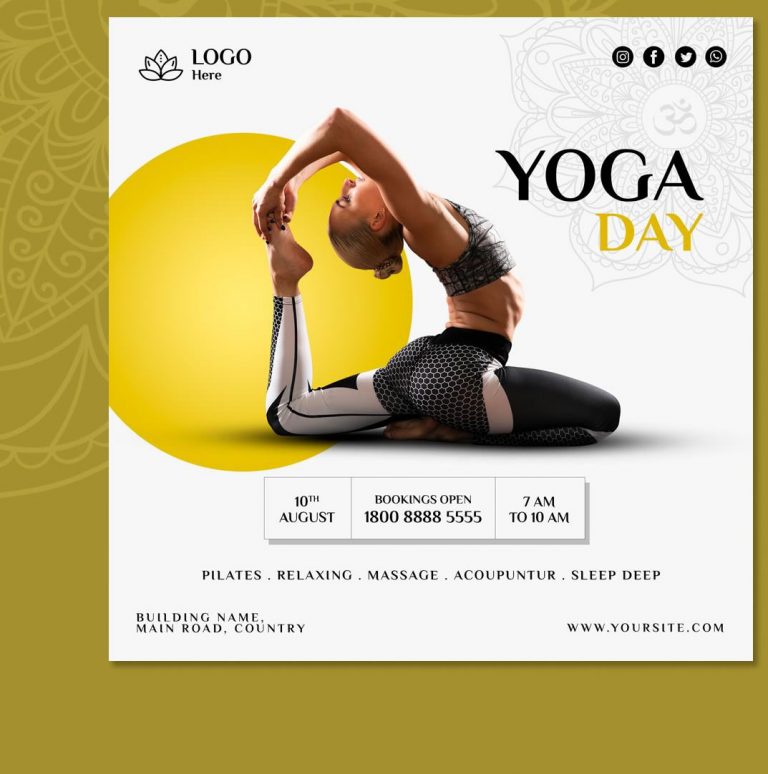 LOGO
Here
YOGA
DAY
10TH
AUGUST
BOOKINGS OPEN
1800 8888 5555
7 AM
TO 10 AM
PILATES . RELAXING . MASSAGE . ACOUPUNTUR . SLEEP DEEP
BUILDING NAME,
MAIN ROAD, COUNTRY
WWW.YOURSITE.COM